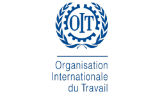 OIT
Organisation
Internationale
du Travail